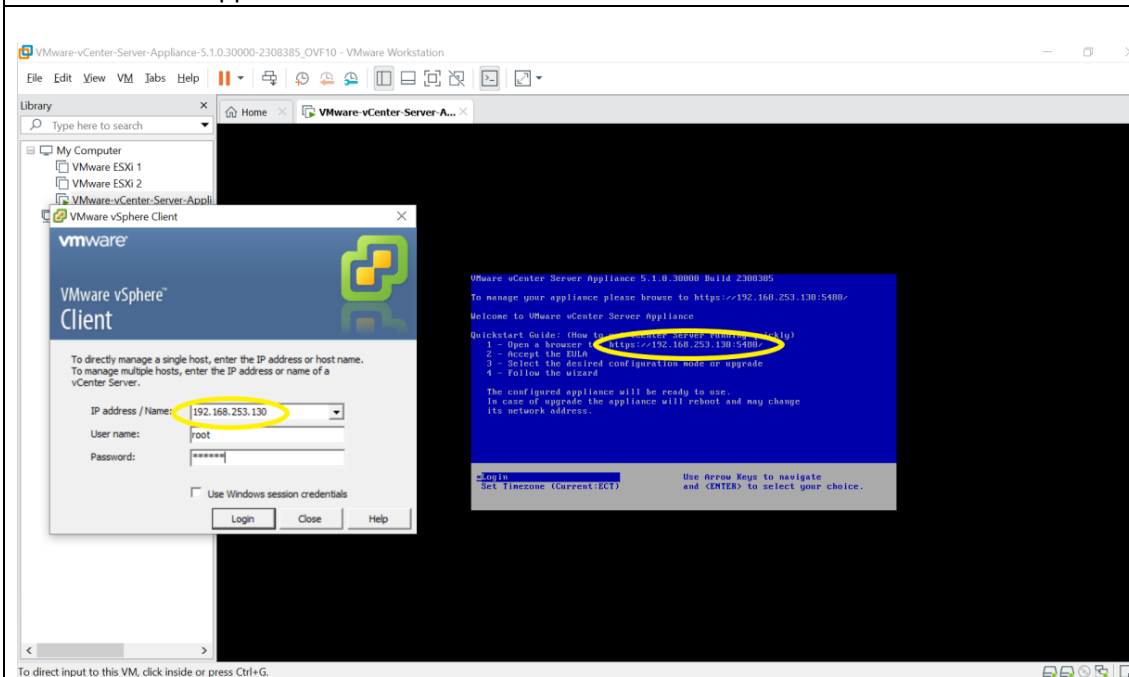 VMware-vCenter-Server-Appliance-5.1.0.30000-2308385_OVF10 - VMware Workstation
File Edit View VM Tabs Help
Library
Home
VMware-vCenter-Server-A...
Type here to search
My Computer
VMware ESXi 1
VMware ESXi 2
VMware-vCenter-Server-Appli
VMware vSphere Client
vmware
VMware vSphere™
Client
To directly manage a single host, enter the IP address or host name.
To manage multiple hosts, enter the IP address or name of a
vCenter Server.
IP address / Name: 192.168.253.130
User name: root
Password: ******
Use Windows session credentials
Login Close Help
VMware vCenter Server Appliance 5.1.0.30000 Build 2308385
To manage your appliance please browse to https://192.168.253.130:5480/
Welcome to VMware vCenter Server Appliance
Quickstart Guide: (How to get vCenter Server running quickly)
1 - Open a browser to https://192.168.253.130:5480/
2 - Accept the EULA
3 - Select the desired configuration mode or upgrade
4 - Follow the wizard
The configured appliance will be ready to use.
In case of upgrade the appliance will reboot and may change
its network address.
Login
Set Timezone (Current:ECT)
Use Arrow Keys to navigate
and <ENTER> to select your choice.
To direct input to this VM, click inside or press Ctrl+G.